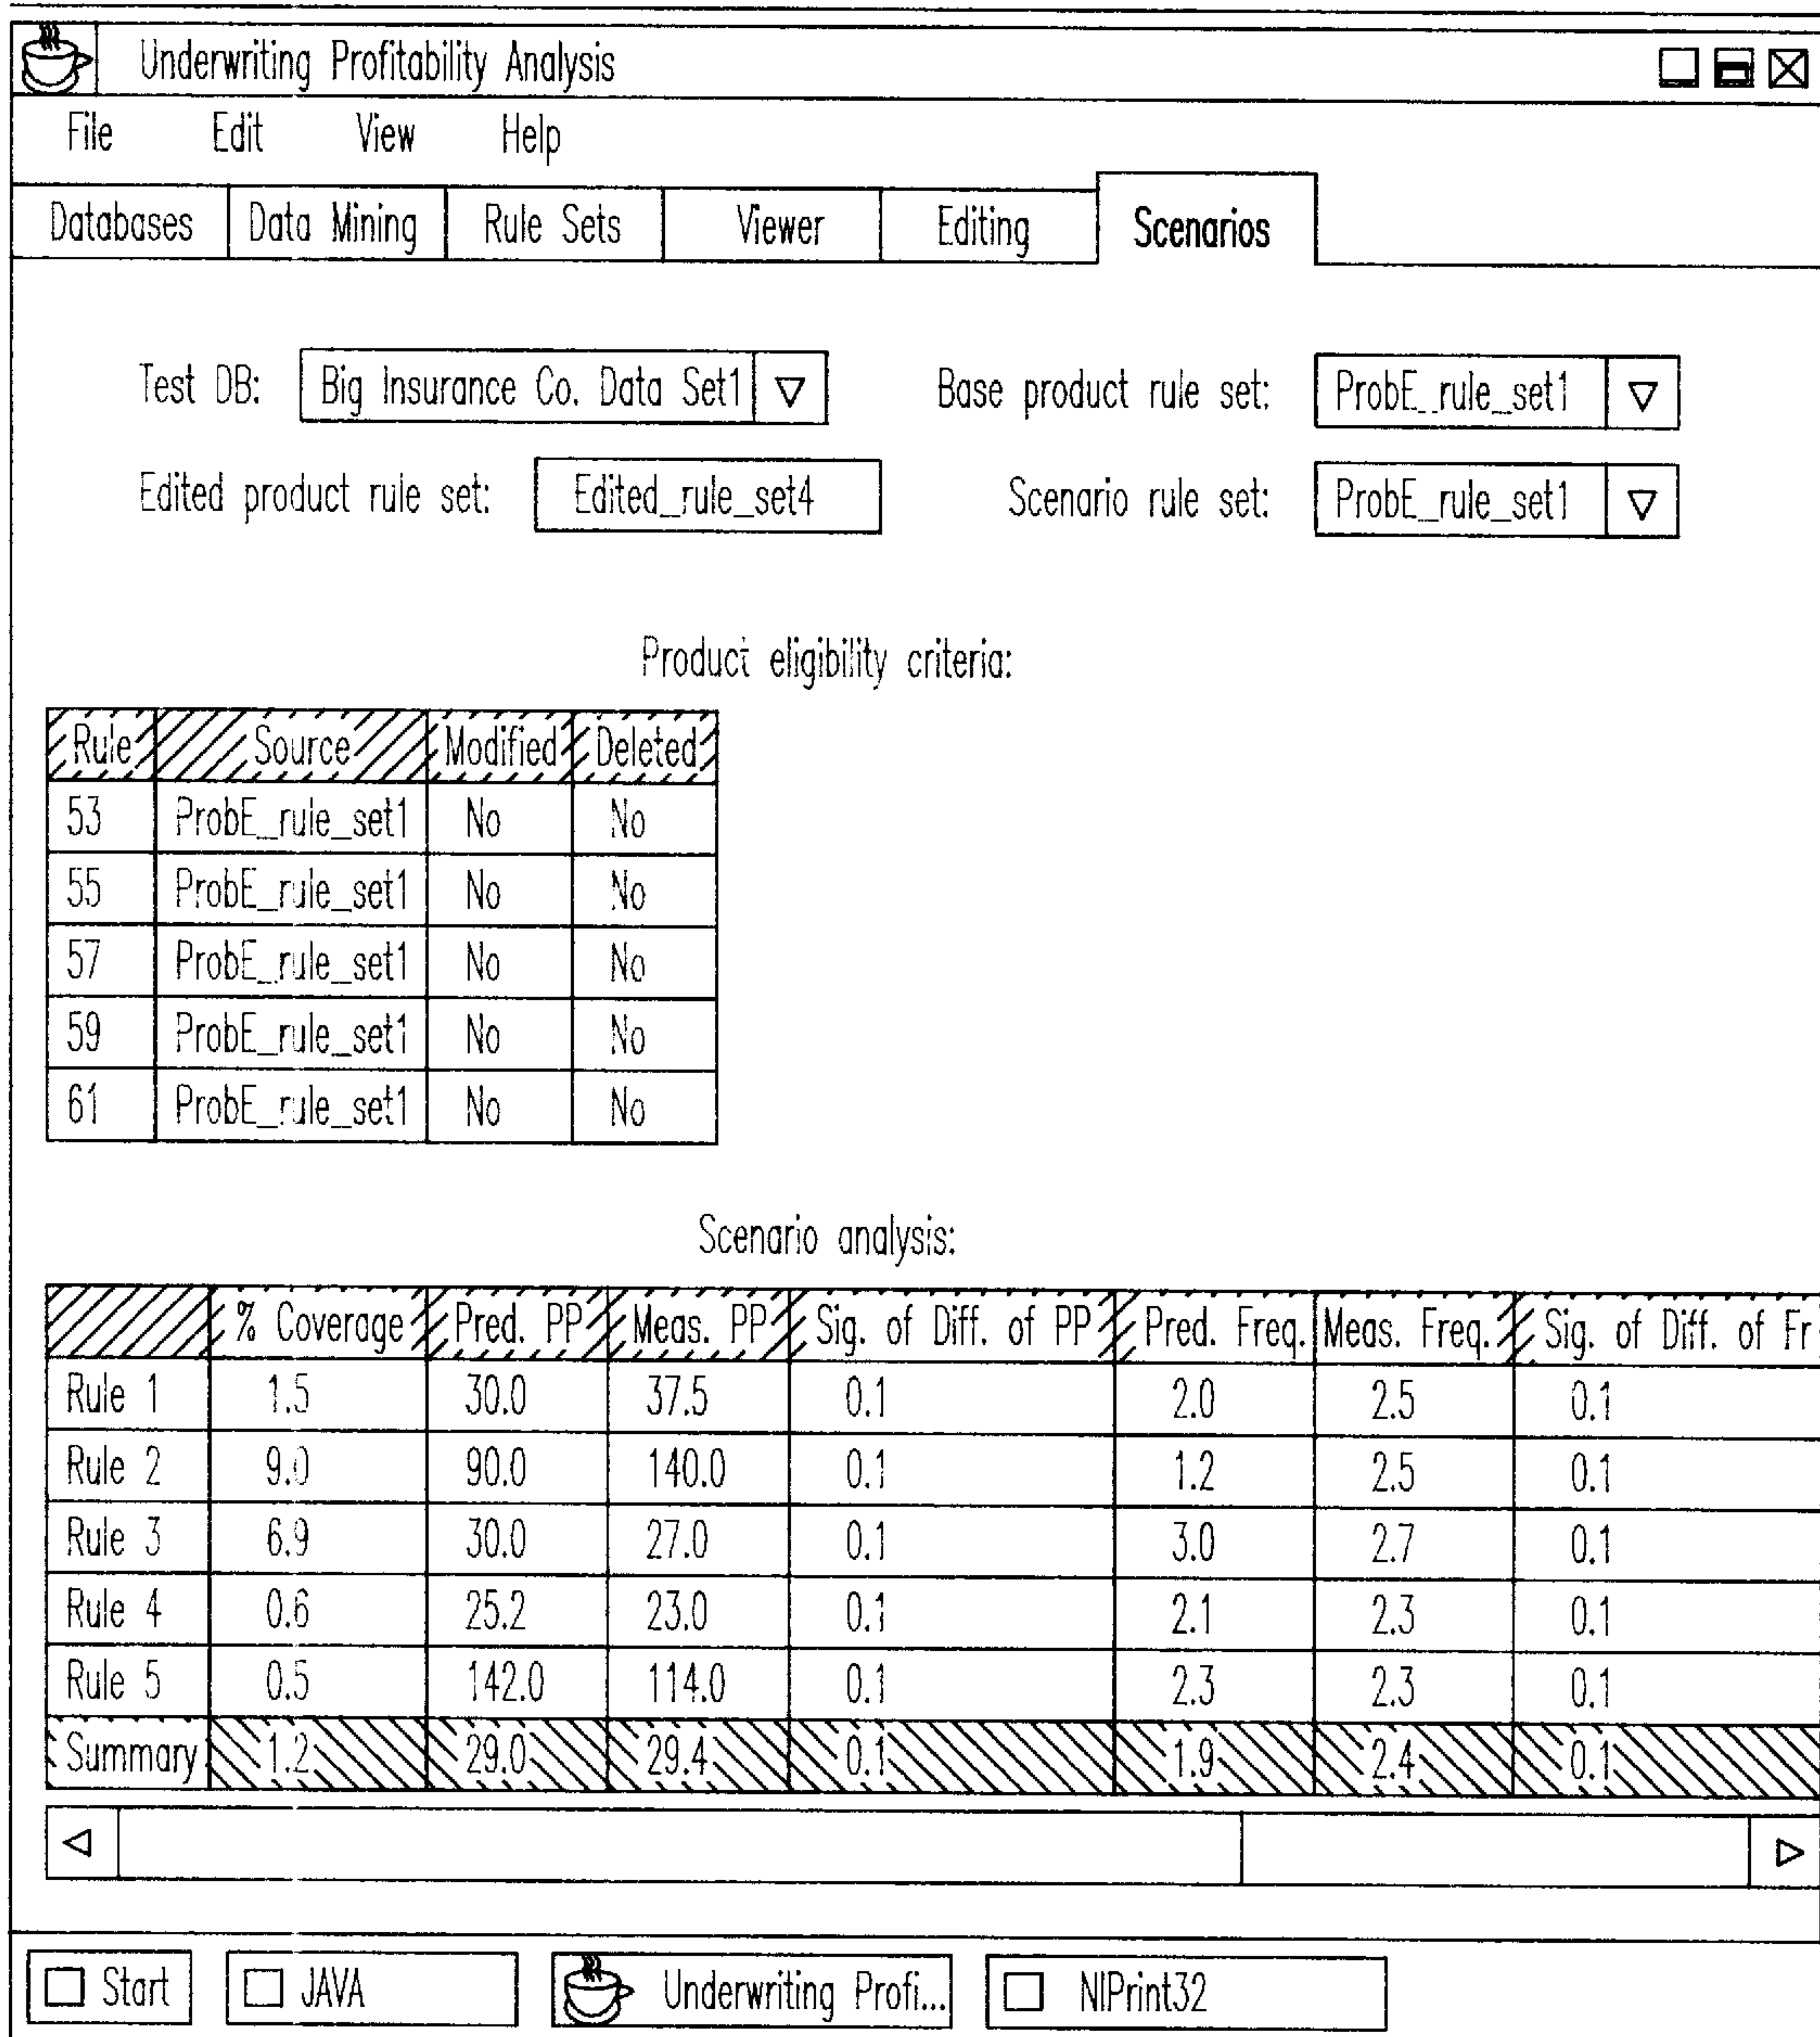 Underwriting Profitability Analysis
File Edit View Help
Databases Data Mining Rule Sets Viewer Editing Scenarios
Test DB: Big Insurance Co. Data Set1 Base product rule set: ProbE_rule_set1
Edited product rule set: Edited_rule_set4 Scenario rule set: ProbE_rule_set1
Product eligibility criteria:
Rule Source Modified Deleted
53 ProbE_rule_set1 No No
55 ProbE_rule_set1 No No
57 ProbE_rule_set1 No No
59 ProbE_rule_set1 No No
61 ProbE_rule_set1 No No
Scenario analysis:
% Coverage Pred. PP Meas. PP Sig. of Diff. of PP Pred. Freq. Meas. Freq. Sig. of Diff. of Fr
Rule 1 1.5 30.0 37.5 0.1 2.0 2.5 0.1
Rule 2 9.0 90.0 140.0 0.1 1.2 2.5 0.1
Rule 3 6.9 30.0 27.0 0.1 3.0 2.7 0.1
Rule 4 0.6 25.2 23.0 0.1 2.1 2.3 0.1
Rule 5 0.5 142.0 114.0 0.1 2.3 2.3 0.1
Summary 1.2 29.0 29.4 0.1 1.9 2.4 0.1
Start JAVA Underwriting Profi... NIPrint32